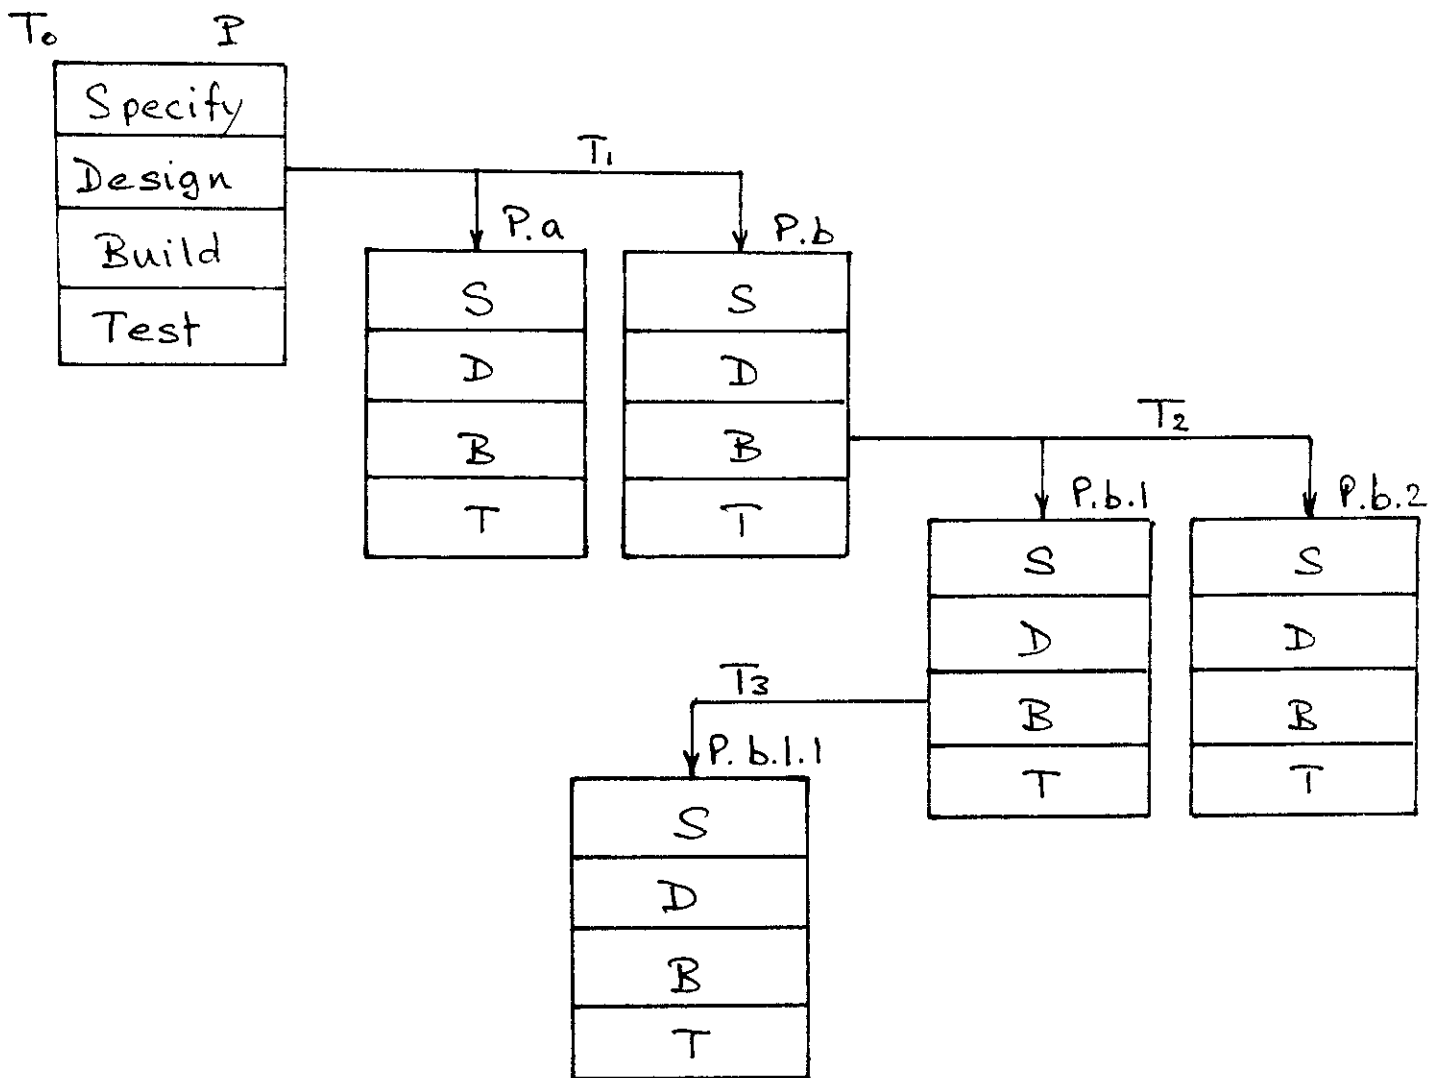 T₀ P
Specify
Design
Build
Test
T₁
P.a
S
D
B
T
P.b
S
D
B
T
T₂
P.b.1
S
D
B
T
P.b.2
S
D
B
T
T₃
P.b.1.1
S
D
B
T